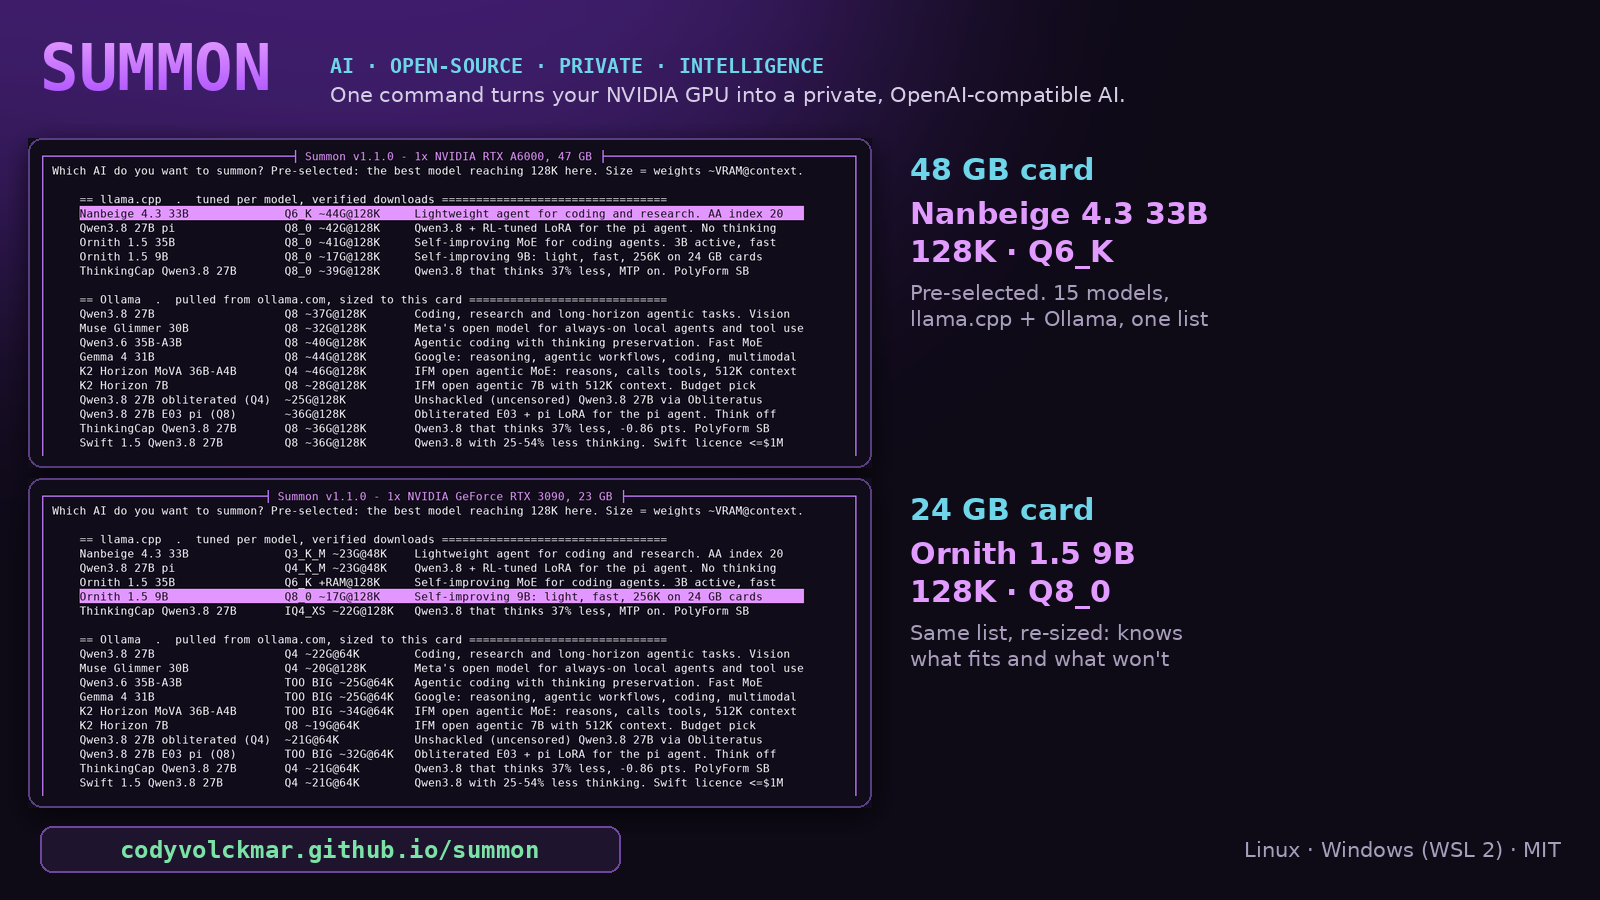 SUMMON
AI · OPEN-SOURCE · PRIVATE · INTELLIGENCE
One command turns your NVIDIA GPU into a private, OpenAI-compatible AI.
Summon v1.1.0 - 1x NVIDIA RTX A6000, 47 GB
Which AI do you want to summon? Pre-selected: the best model reaching 128K here. Size = weights ~VRAM@context.
== llama.cpp . tuned per model, verified downloads =================================
Nanbeige 4.3 33B Q6_K ~44G@128K Lightweight agent for coding and research. AA index 20
Qwen3.8 27B pi Q8_0 ~42G@128K Qwen3.8 + RL-tuned LoRA for the pi agent. No thinking
Ornith 1.5 35B Q8_0 ~41G@128K Self-improving MoE for coding agents. 3B active, fast
Ornith 1.5 9B Q8_0 ~17G@128K Self-improving 9B: light, fast, 256K on 24 GB cards
ThinkingCap Qwen3.8 27B Q8_0 ~39G@128K Qwen3.8 that thinks 37% less, MTP on. PolyForm SB
== Ollama . pulled from ollama.com, sized to this card =============================
Qwen3.8 27B Q8 ~37G@128K Coding, research and long-horizon agentic tasks. Vision
Muse Glimmer 30B Q8 ~32G@128K Meta's open model for always-on local agents and tool use
Qwen3.6 35B-A3B Q8 ~40G@128K Agentic coding with thinking preservation. Fast MoE
Gemma 4 31B Q8 ~44G@128K Google: reasoning, agentic workflows, coding, multimodal
K2 Horizon MoVA 36B-A4B Q4 ~46G@128K IFM open agentic MoE: reasons, calls tools, 512K context
K2 Horizon 7B Q8 ~28G@128K IFM open agentic 7B with 512K context. Budget pick
Qwen3.8 27B obliterated (Q4) ~25G@128K Unshackled (uncensored) Qwen3.8 27B via Obliteratus
Qwen3.8 27B E03 pi (Q8) ~36G@128K Obliterated E03 + pi LoRA for the pi agent. Think off
ThinkingCap Qwen3.8 27B Q8 ~36G@128K Qwen3.8 that thinks 37% less, -0.86 pts. PolyForm SB
Swift 1.5 Qwen3.8 27B Q8 ~36G@128K Qwen3.8 with 25-54% less thinking. Swift licence <=$1M
48 GB card
Nanbeige 4.3 33B
128K · Q6_K
Pre-selected. 15 models,
llama.cpp + Ollama, one list
Summon v1.1.0 - 1x NVIDIA GeForce RTX 3090, 23 GB
Which AI do you want to summon? Pre-selected: the best model reaching 128K here. Size = weights ~VRAM@context.
== llama.cpp . tuned per model, verified downloads =================================
Nanbeige 4.3 33B Q3_K_M ~23G@48K Lightweight agent for coding and research. AA index 20
Qwen3.8 27B pi Q4_K_M ~23G@48K Qwen3.8 + RL-tuned LoRA for the pi agent. No thinking
Ornith 1.5 35B Q6_K +RAM@128K Self-improving MoE for coding agents. 3B active, fast
Ornith 1.5 9B Q8_0 ~17G@128K Self-improving 9B: light, fast, 256K on 24 GB cards
ThinkingCap Qwen3.8 27B IQ4_XS ~22G@128K Qwen3.8 that thinks 37% less, MTP on. PolyForm SB
== Ollama . pulled from ollama.com, sized to this card =============================
Qwen3.8 27B Q4 ~22G@64K Coding, research and long-horizon agentic tasks. Vision
Muse Glimmer 30B Q4 ~20G@128K Meta's open model for always-on local agents and tool use
Qwen3.6 35B-A3B TOO BIG ~25G@64K Agentic coding with thinking preservation. Fast MoE
Gemma 4 31B TOO BIG ~25G@64K Google: reasoning, agentic workflows, coding, multimodal
K2 Horizon MoVA 36B-A4B TOO BIG ~34G@64K IFM open agentic MoE: reasons, calls tools, 512K context
K2 Horizon 7B Q8 ~19G@64K IFM open agentic 7B with 512K context. Budget pick
Qwen3.8 27B obliterated (Q4) ~21G@64K Unshackled (uncensored) Qwen3.8 27B via Obliteratus
Qwen3.8 27B E03 pi (Q8) TOO BIG ~32G@64K Obliterated E03 + pi LoRA for the pi agent. Think off
ThinkingCap Qwen3.8 27B Q4 ~21G@64K Qwen3.8 that thinks 37% less, -0.86 pts. PolyForm SB
Swift 1.5 Qwen3.8 27B Q4 ~21G@64K Qwen3.8 with 25-54% less thinking. Swift licence <=$1M
24 GB card
Ornith 1.5 9B
128K · Q8_0
Same list, re-sized: knows
what fits and what won't
codyvolckmar.github.io/summon
Linux · Windows (WSL 2) · MIT